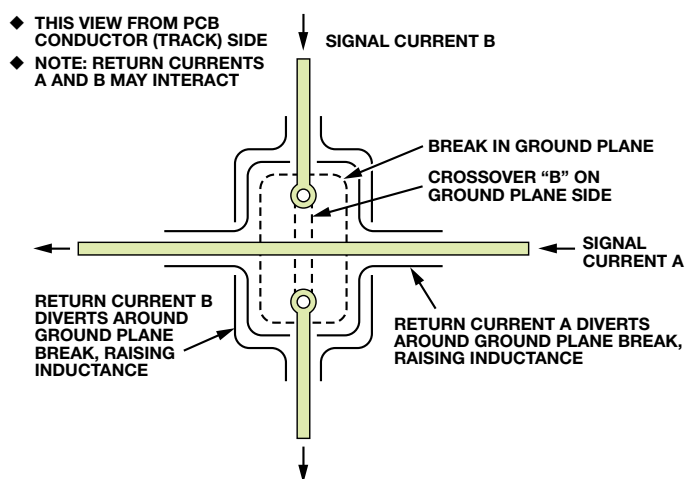 ◆ THIS VIEW FROM PCB
CONDUCTOR (TRACK) SIDE
◆ NOTE: RETURN CURRENTS
A AND B MAY INTERACT
SIGNAL CURRENT B
BREAK IN GROUND PLANE
CROSSOVER “B” ON
GROUND PLANE SIDE
SIGNAL
CURRENT A
RETURN CURRENT B
DIVERTS AROUND
GROUND PLANE
BREAK, RAISING
INDUCTANCE
RETURN CURRENT A DIVERTS
AROUND GROUND PLANE BREAK,
RAISING INDUCTANCE